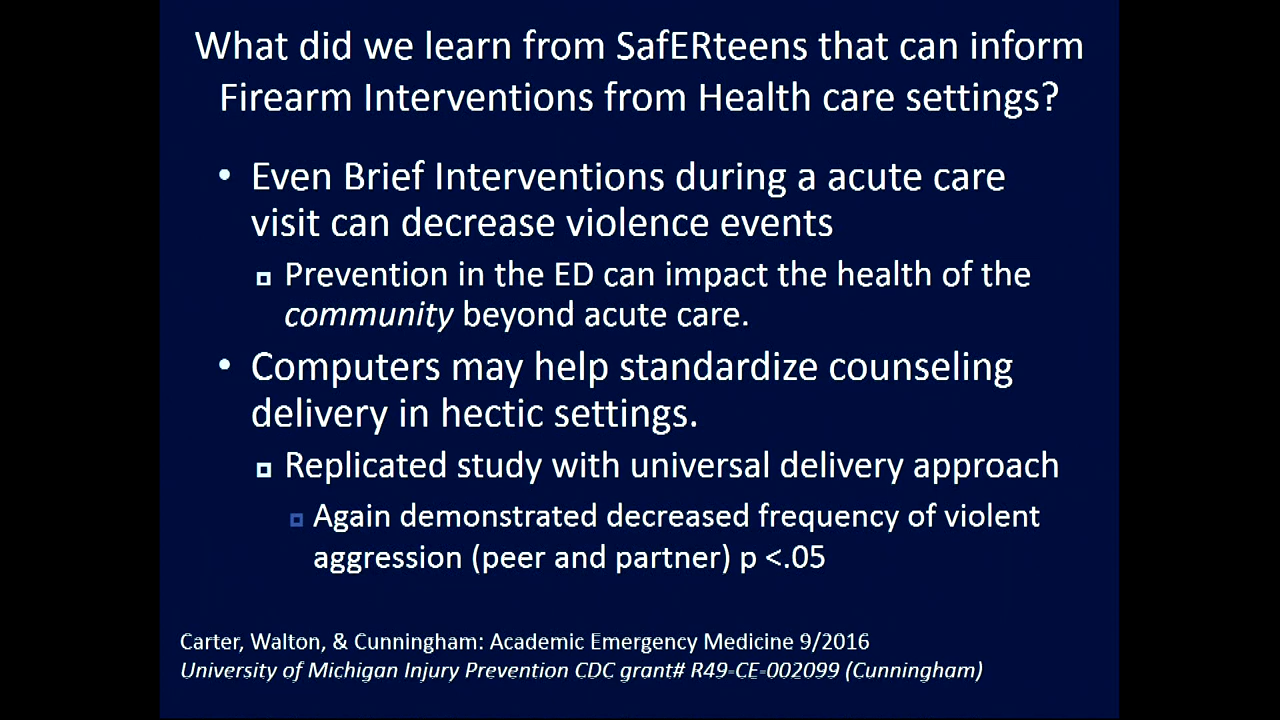 What did we learn from SafERteens that can inform
Firearm Interventions from Health care settings?
• Even Brief Interventions during a acute care
visit can decrease violence events
Prevention in the ED can impact the health of the
community beyond acute care.
• Computers may help standardize counseling
delivery in hectic settings.
Replicated study with universal delivery approach
Again demonstrated decreased frequency of violent
aggression (peer and partner) p <.05
Carter, Walton, & Cunningham: Academic Emergency Medicine 9/2016
University of Michigan Injury Prevention CDC grant# R49-CE-002099 (Cunningham)